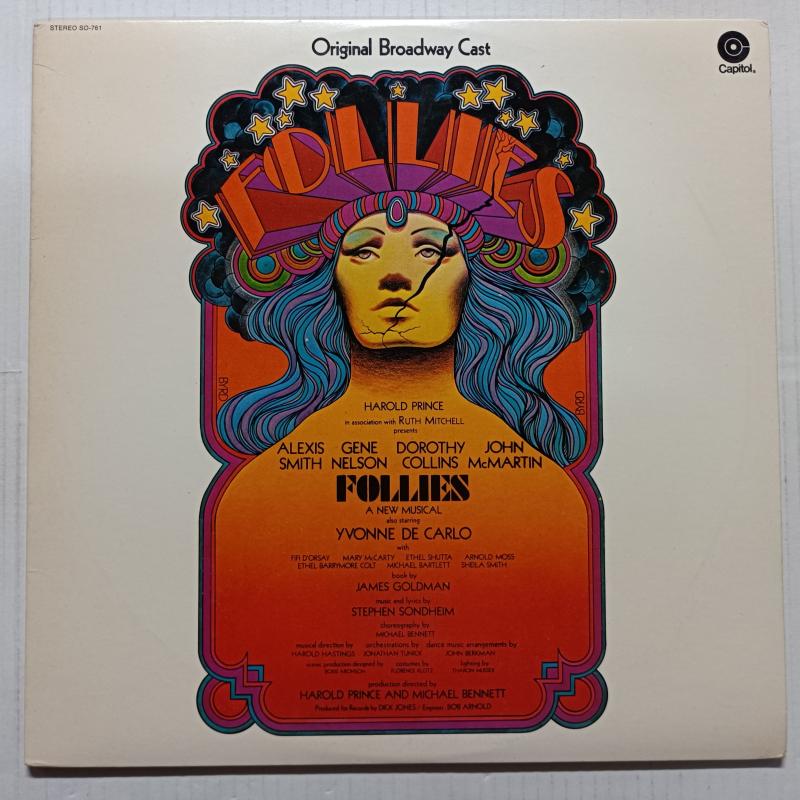 STEREO SO-761
Original Broadway Cast
Capitol®
FOLLIES
BYRD
BYRD
HAROLD PRINCE
in association with RUTH MITCHELL
presents
ALEXIS GENE DOROTHY JOHN
SMITH NELSON COLLINS McMARTIN
FOLLIES
A NEW MUSICAL
also starring
YVONNE DE CARLO
with
FIFI D'ORSAY MARY McCARTY ETHEL SHUTTA ARNOLD MOSS
ETHEL BARRYMORE COLT MICHAEL BARTLETT SHEILA SMITH
book by
JAMES GOLDMAN
music and lyrics by
STEPHEN SONDHEIM
choreography by
MICHAEL BENNETT
musical direction by orchestrations by dance music arrangements by
HAROLD HASTINGS JONATHAN TUNICK JOHN BERKMAN
scenic production designed by costumes by lighting by
BORIS ARONSON FLORENCE KLOTZ THARON MUSSER
production directed by
HAROLD PRINCE AND MICHAEL BENNETT
Produced for Records by DICK JONES / Engineer: BOB ARNOLD